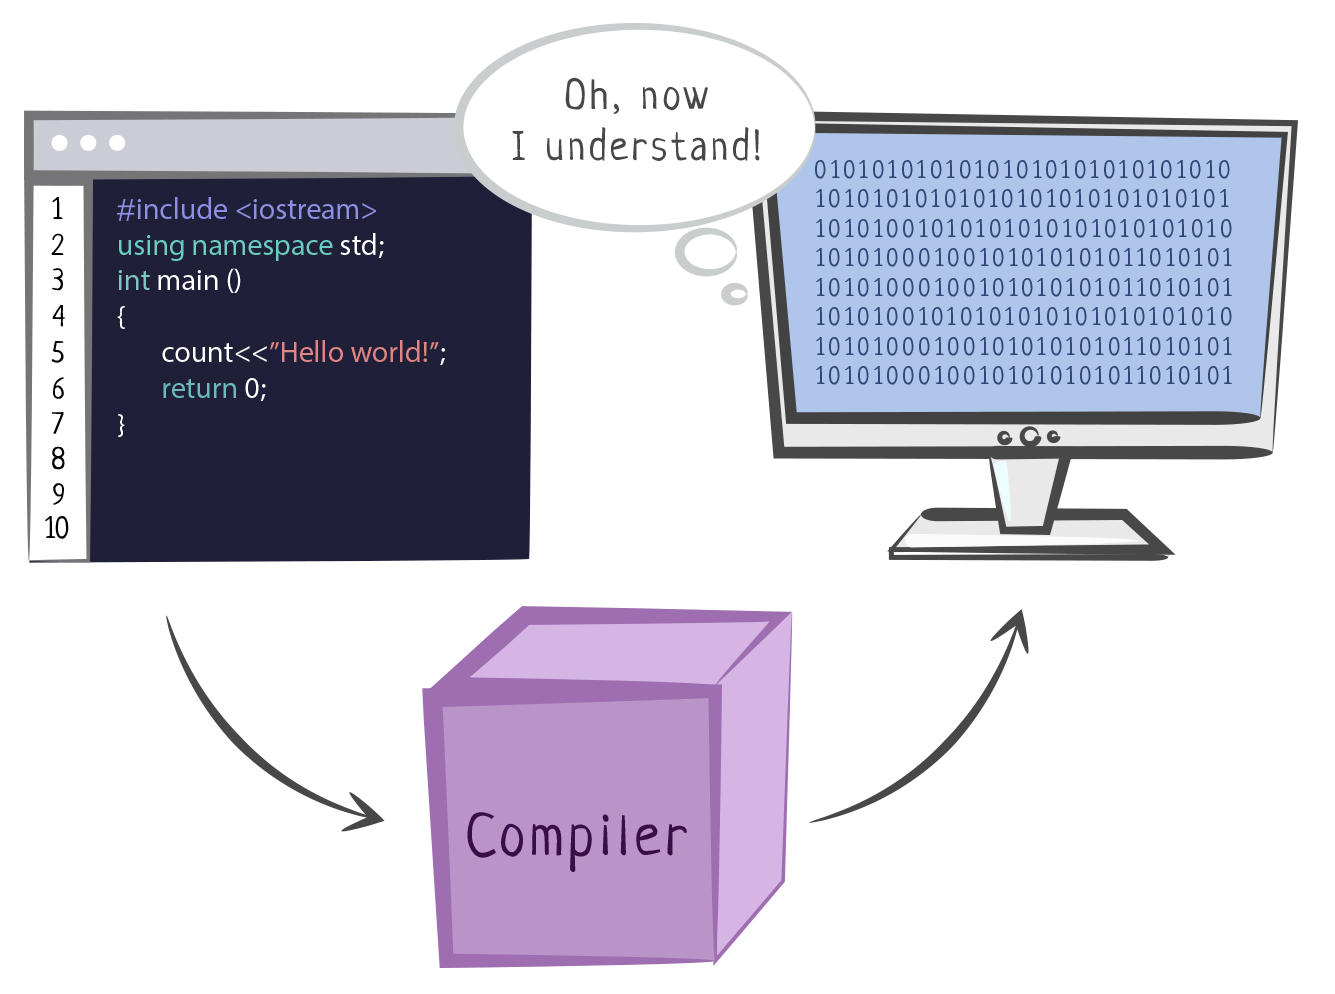 Oh, now
I understand!
1 #include <iostream>
2 using namespace std;
3 int main ()
4 {
5 count<<”Hello world!”;
6 return 0;
7 }
8
9
10
01010101010101010101010101010
10101010101010101010101010101
10101001010101010101010101010
10101000100101010101011010101
10101000100101010101011010101
10101001010101010101010101010
10101000100101010101011010101
10101000100101010101011010101
Compiler